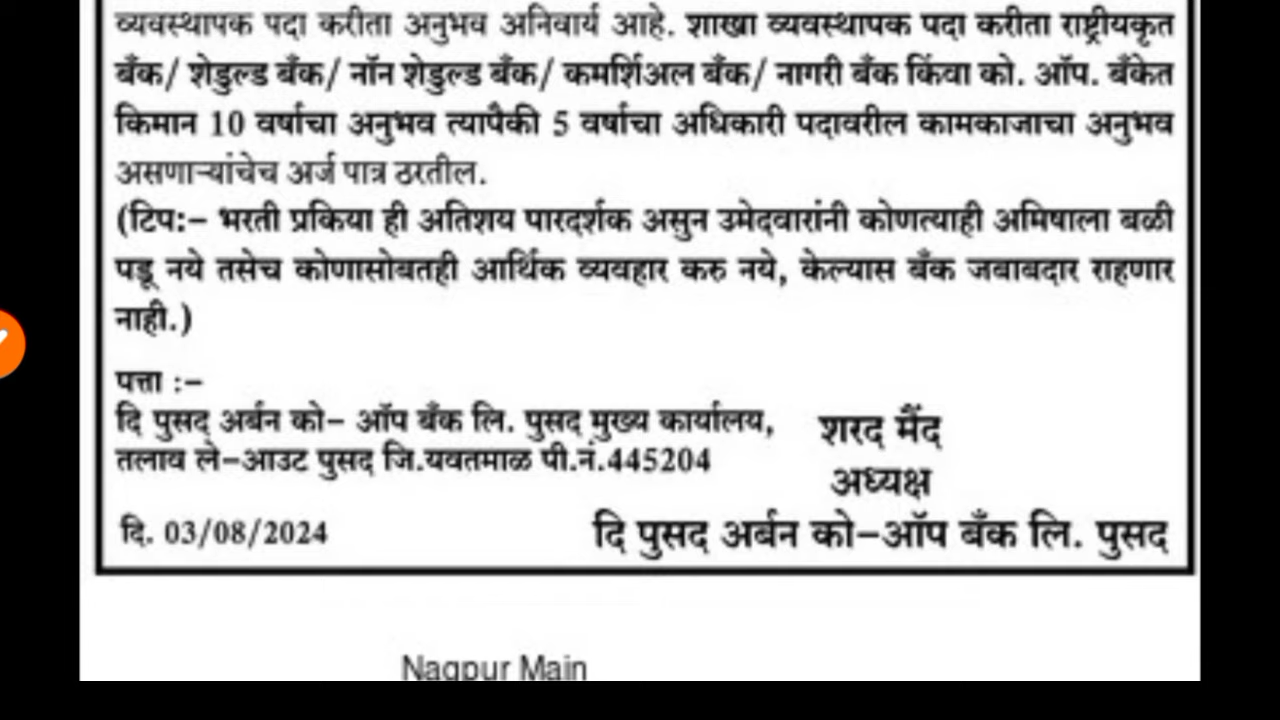 व्यवस्थापक पदा करीता अनुभव अनिवार्य आहे. शाखा व्यवस्थापक पदा करीता राष्ट्रीयकृत
बँक/ शेडुल्ड बँक/ नॉन शेडुल्ड बँक/ कमर्शिअल बँक/ नागरी बँक किंवा को. ऑप. बँकेत
किमान 10 वर्षाचा अनुभव त्यापैकी 5 वर्षाचा अधिकारी पदावरील कामकाजाचा अनुभव
असणाऱ्यांचेच अर्ज पात्र ठरतील.
(टिप:- भरती प्रकिया ही अतिशय पारदर्शक असुन उमेदवारांनी कोणत्याही अमिषाला बळी
पडू नये तसेच कोणासोबतही आर्थिक व्यवहार करु नये, केल्यास बँक जबाबदार राहणार
नाही.)
पत्ता :-
दि पुसद अर्बन को- ऑप बँक लि. पुसद मुख्य कार्यालय,
तलाव ले-आउट पुसद जि.यवतमाळ पी.नं.445204
शरद मैंद
अध्यक्ष
दि. 03/08/2024
दि पुसद अर्बन को-ऑप बँक लि. पुसद
Nagpur Main